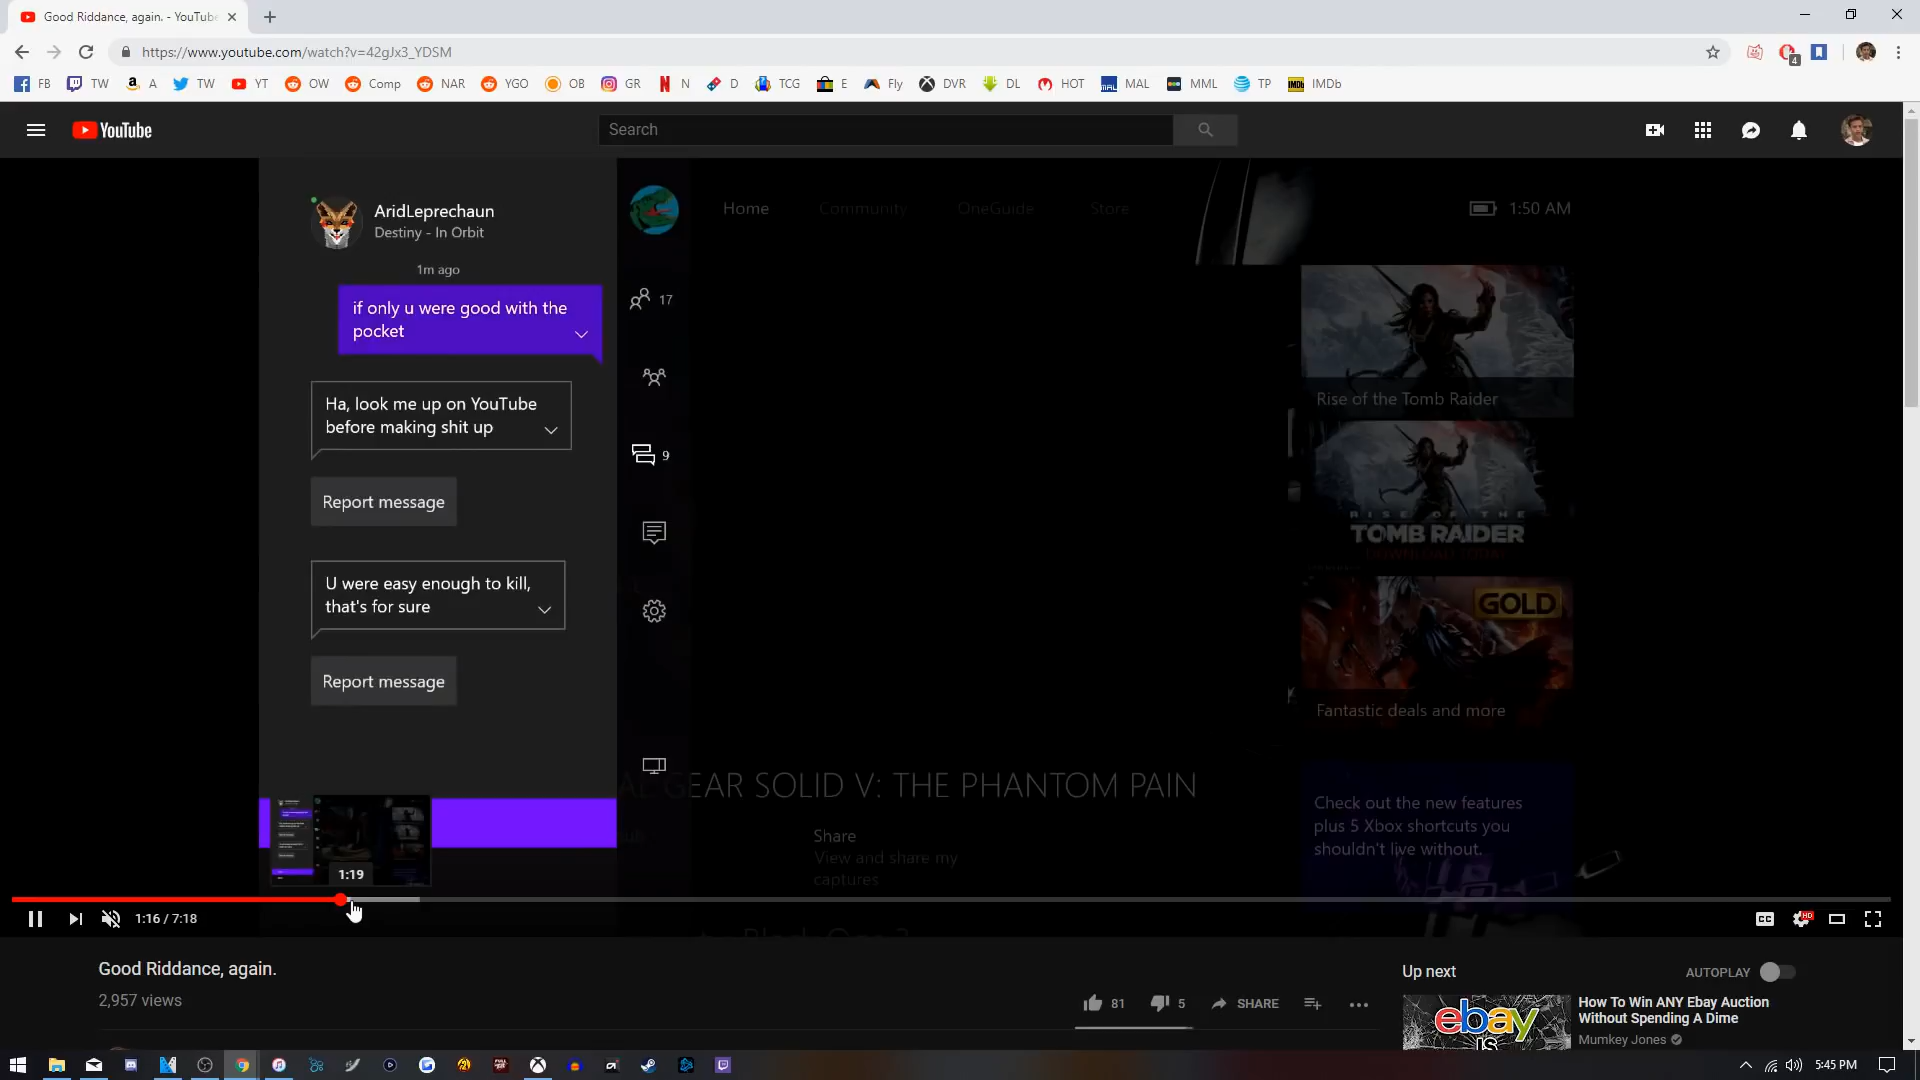 Good Riddance, again. - YouTube
https://www.youtube.com/watch?v=42gJx3_YDSM
4
FB TW A TW YT OW Comp NAR YGO OB GR N D TCG E Fly DVR DL HOT MAL MML TP IMDb
YouTube
Search
AridLeprechaun
Destiny - In Orbit
1m ago
if only u were good with the
pocket
Ha, look me up on YouTube
before making shit up
Report message
U were easy enough to kill,
that's for sure
Report message
17
9
Home Community OneGuide Store
1:50 AM
Rise of the Tomb Raider
RISE OF THE
TOMB RAIDER
DOWNLOAD TODAY
GOLD
Fantastic deals and more
GEAR SOLID V: THE PHANTOM PAIN
Share
View and share my
captures
Check out the new features
plus 5 Xbox shortcuts you
shouldn't live without.
1:19
1:16 / 7:18
CC
HD
Good Riddance, again.
2,957 views
81 5 SHARE
Up next
AUTOPLAY
ebay
IS
How To Win ANY Ebay Auction
Without Spending A Dime
Mumkey Jones
5:45 PM